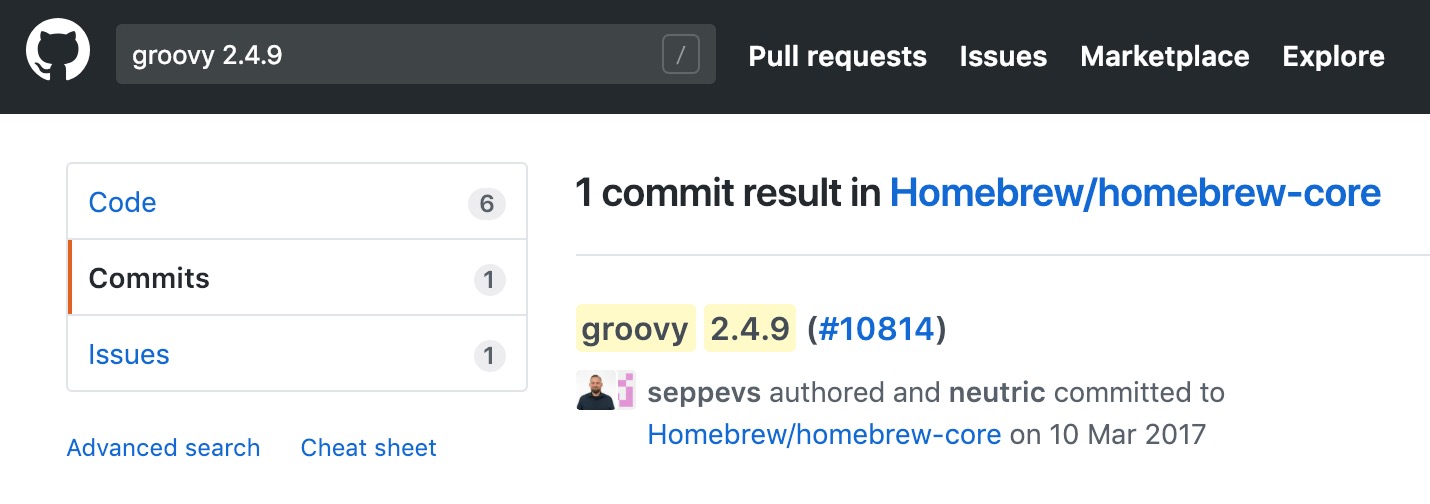 groovy 2.4.9 /
Pull requests Issues Marketplace Explore
Code 6
Commits 1
Issues 1
Advanced search Cheat sheet
1 commit result in Homebrew/homebrew-core
groovy 2.4.9 (#10814)
seppevs authored and neutric committed to
Homebrew/homebrew-core on 10 Mar 2017